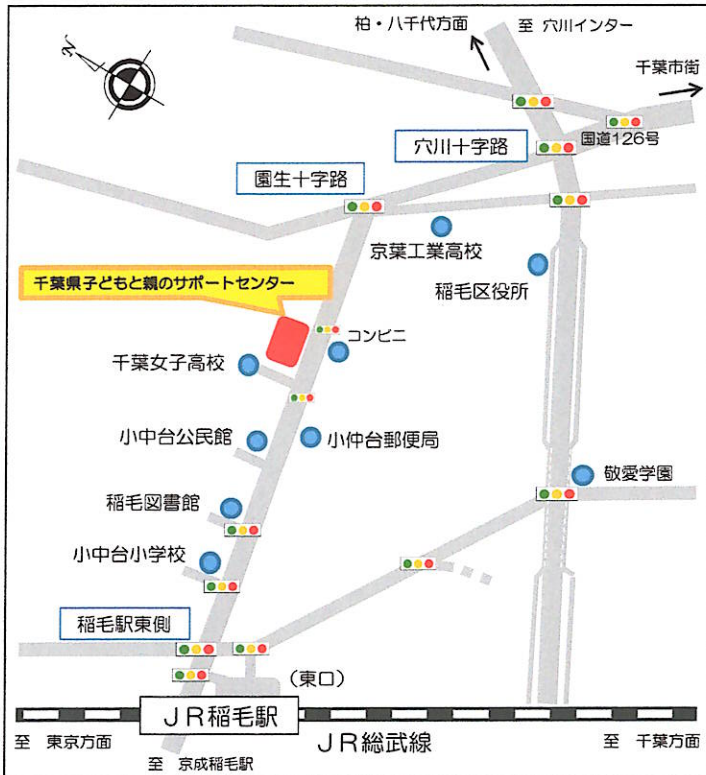 柏・八千代方面
至 穴川インター
千葉市街
N
国道126号
穴川十字路
園生十字路
京葉工業高校
稲毛区役所
千葉県子どもと親のサポートセンター
コンビニ
千葉女子高校
小中台公民館
小仲台郵便局
敬愛学園
稲毛図書館
小中台小学校
稲毛駅東側
(東口)
JR稲毛駅
至 東京方面
JR総武線
至 千葉方面
至 京成稲毛駅